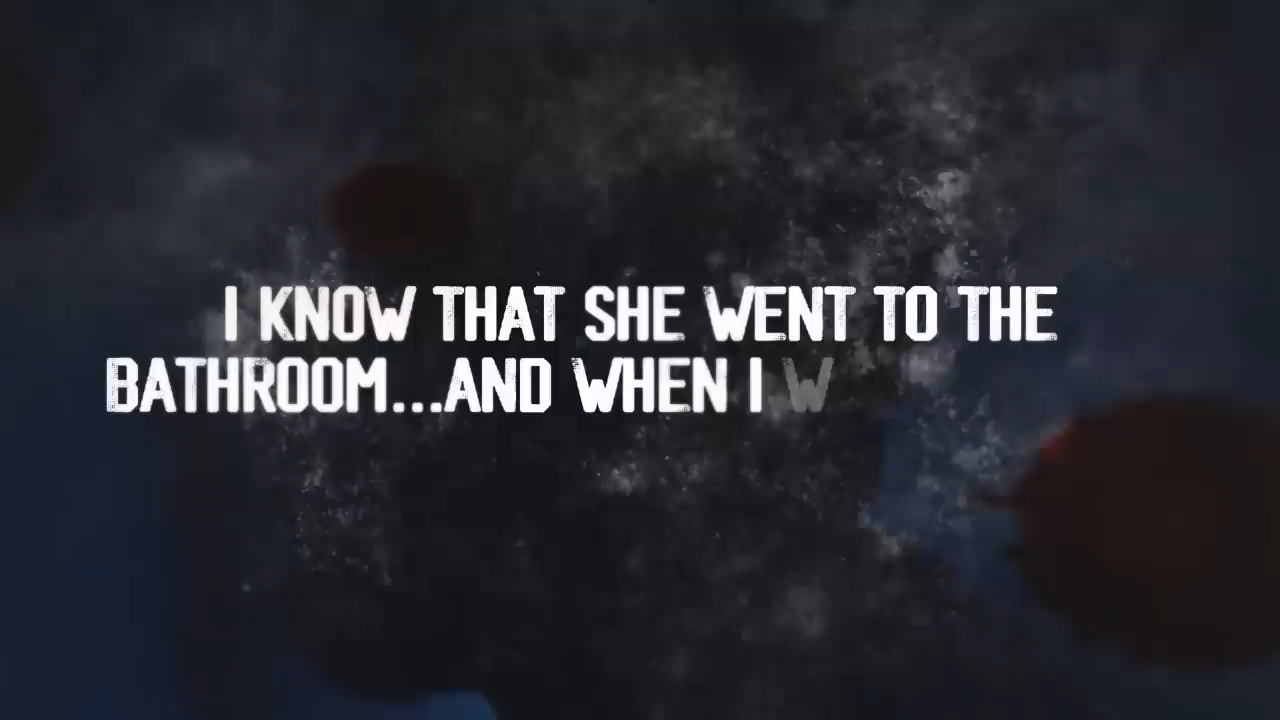 I KNOW THAT SHE WENT TO THE
BATHROOM...AND WHEN I W